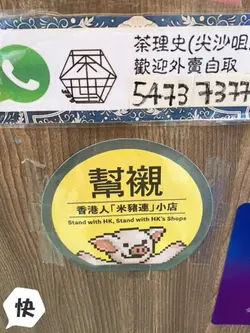 茶理史(尖沙咀
歡迎外賣自取
5473 7377
幫襯
香港人「米豬連」小店
Stand with HK, Stand with HK's Shops
快